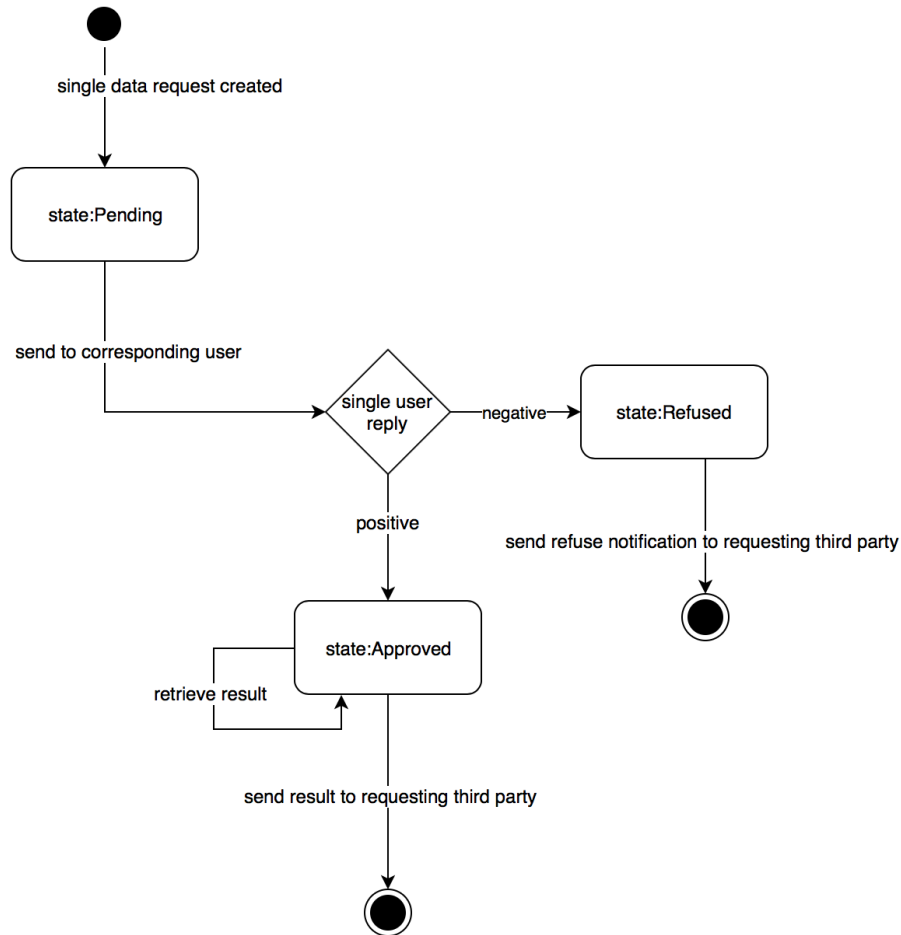 single data request created
state:Pending
send to corresponding user
single user
reply
negative
state:Refused
positive
send refuse notification to requesting third party
state:Approved
retrieve result
send result to requesting third party